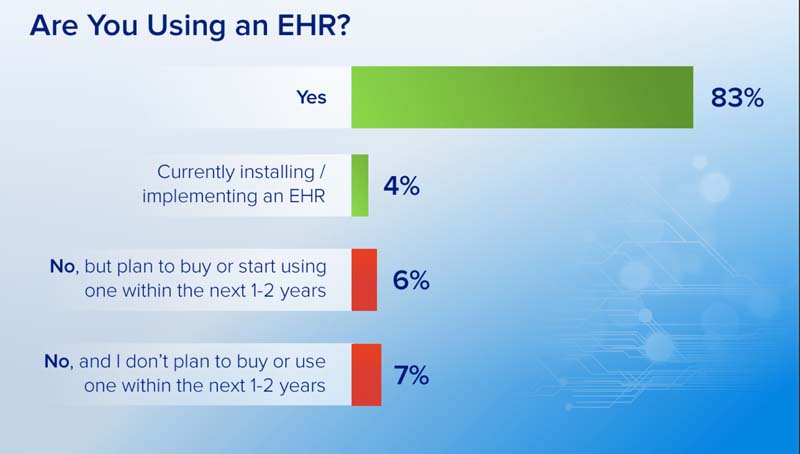 Are You Using an EHR?
Yes
83%
Currently installing /
implementing an EHR
4%
No, but plan to buy or start using
one within the next 1-2 years
6%
No, and I don't plan to buy or use
one within the next 1-2 years
7%